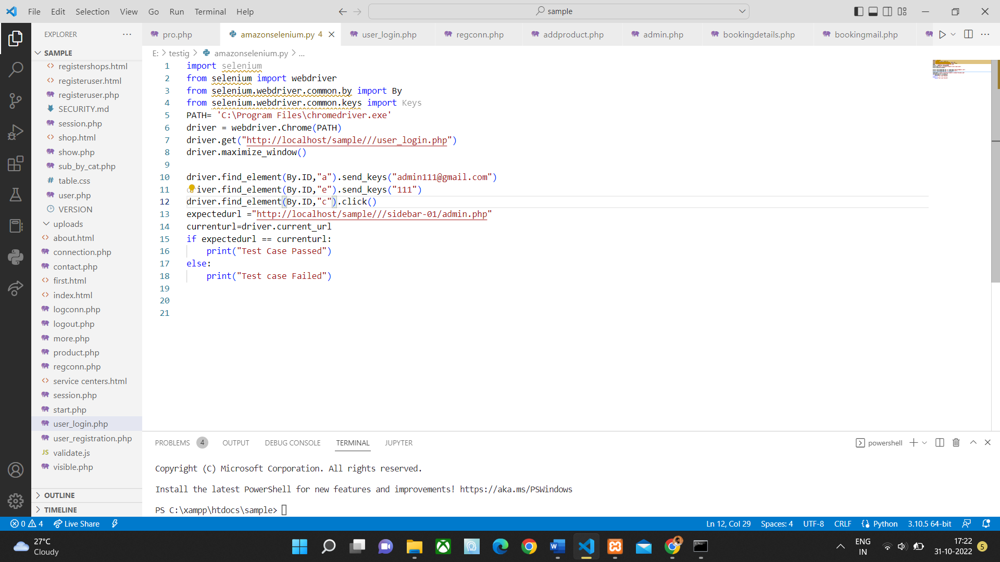 File Edit Selection View Go Run Terminal Help
sample
EXPLORER
pro.php
amazonselenium.py 4
user_login.php
regconn.php
addproduct.php
admin.php
bookingdetails.php
bookingmail.php
SAMPLE
registershops.html
registeruser.html
registeruser.php
SECURITY.md
session.php
shop.html
show.php
sub_by_cat.php
table.css
user.php
VERSION
uploads
about.html
connection.php
contact.php
first.html
index.html
logconn.php
logout.php
more.php
product.php
regconn.php
service centers.html
session.php
start.php
user_login.php
user_registration.php
JS validate.js
visible.php
OUTLINE
TIMELINE
E: > testig > amazonselenium.py > ...
1 import selenium
2 from selenium import webdriver
3 from selenium.webdriver.common.by import By
4 from selenium.webdriver.common.keys import Keys
5 PATH= 'C:\Program Files\chromedriver.exe'
6 driver = webdriver.Chrome(PATH)
7 driver.get("http://localhost/sample///user_login.php")
8 driver.maximize_window()
9
10 driver.find_element(By.ID,"a").send_keys("admin111@gmail.com")
11 driver.find_element(By.ID,"e").send_keys("111")
12 driver.find_element(By.ID,"c").click()
13 expectedurl ="http://localhost/sample///sidebar-01/admin.php"
14 currenturl=driver.current_url
15 if expectedurl == currenturl:
16     print("Test Case Passed")
17 else:
18     print("Test case Failed")
19
20
21
PROBLEMS 4 OUTPUT DEBUG CONSOLE TERMINAL JUPYTER
powershell
Copyright (C) Microsoft Corporation. All rights reserved.
Install the latest PowerShell for new features and improvements! https://aka.ms/PSWindows
PS C:\xampp\htdocs\sample>
0 4 Live Share
Ln 12, Col 29 Spaces: 4 UTF-8 CRLF Python 3.10.5 64-bit
27°C
Cloudy
ENG
IN
17:22
31-10-2022
5